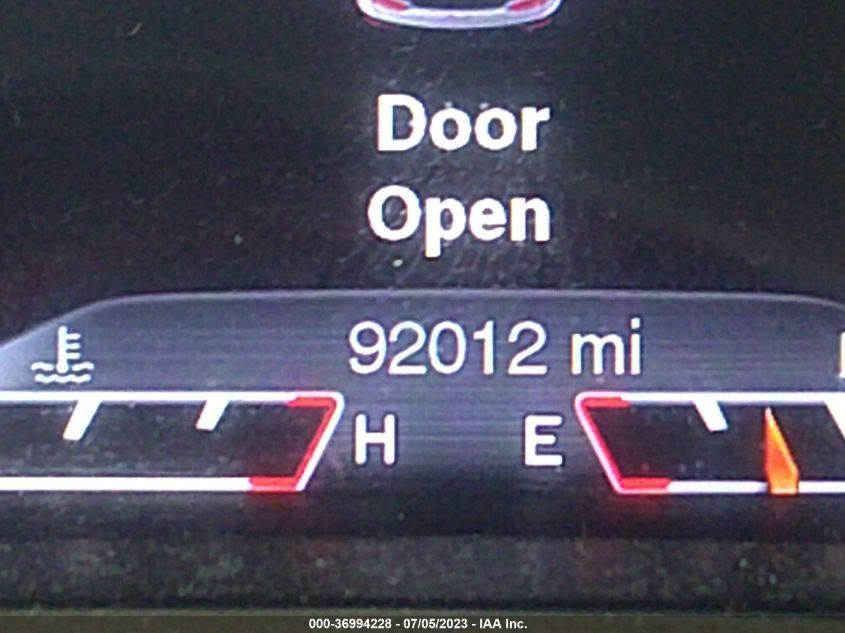 Door
Open
92012 mi
H E
000-36994228 - 07/05/2023 - IAA Inc.